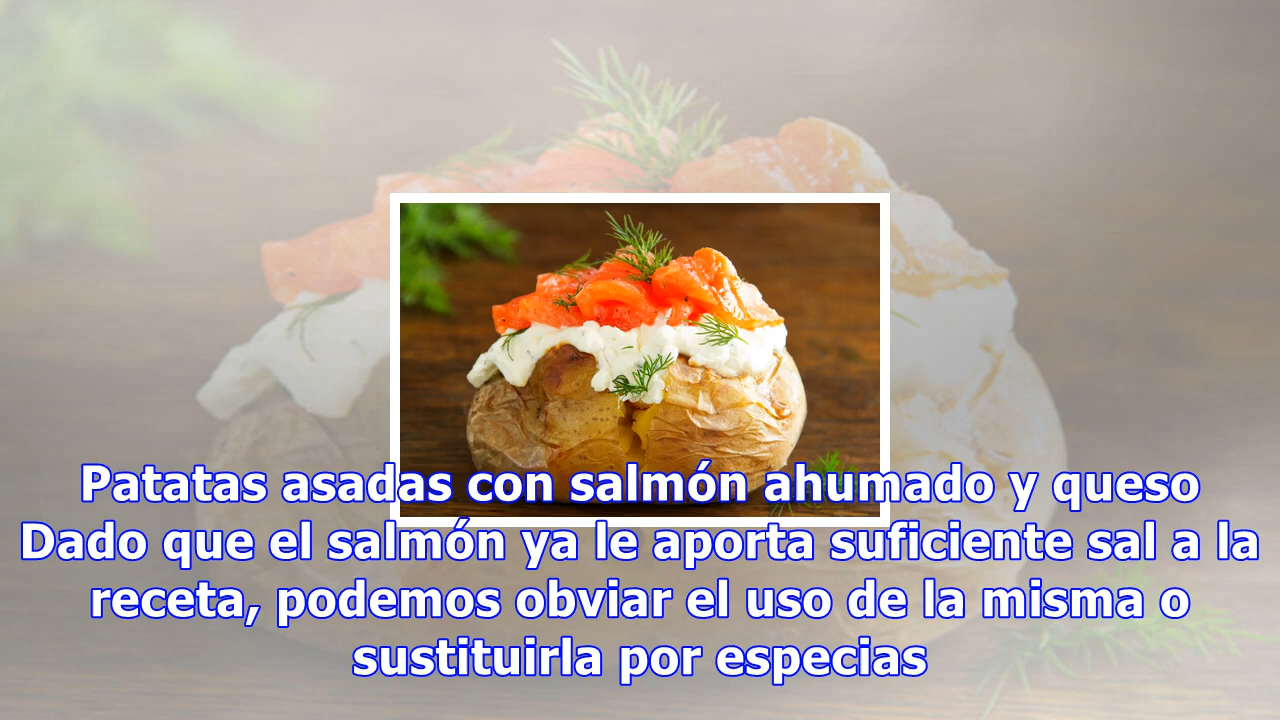 Patatas asadas con salmón ahumado y queso
Dado que el salmón ya le aporta suficiente sal a la
receta, podemos obviar el uso de la misma o
sustituirla por especias